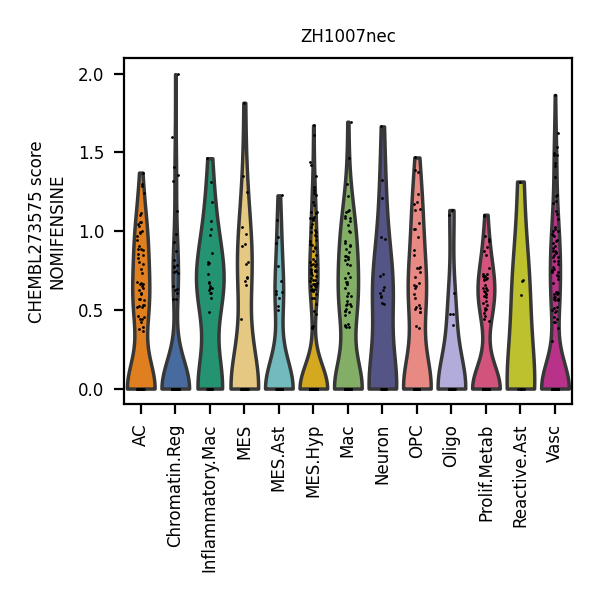 ZH1007nec
CHEMBL273575 score
NOMIFENSINE
2.0
1.5
1.0
0.5
0.0
AC
Chromatin.Reg
Inflammatory.Mac
MES
MES.Ast
MES.Hyp
Mac
Neuron
OPC
Oligo
Prolif.Metab
Reactive.Ast
Vasc